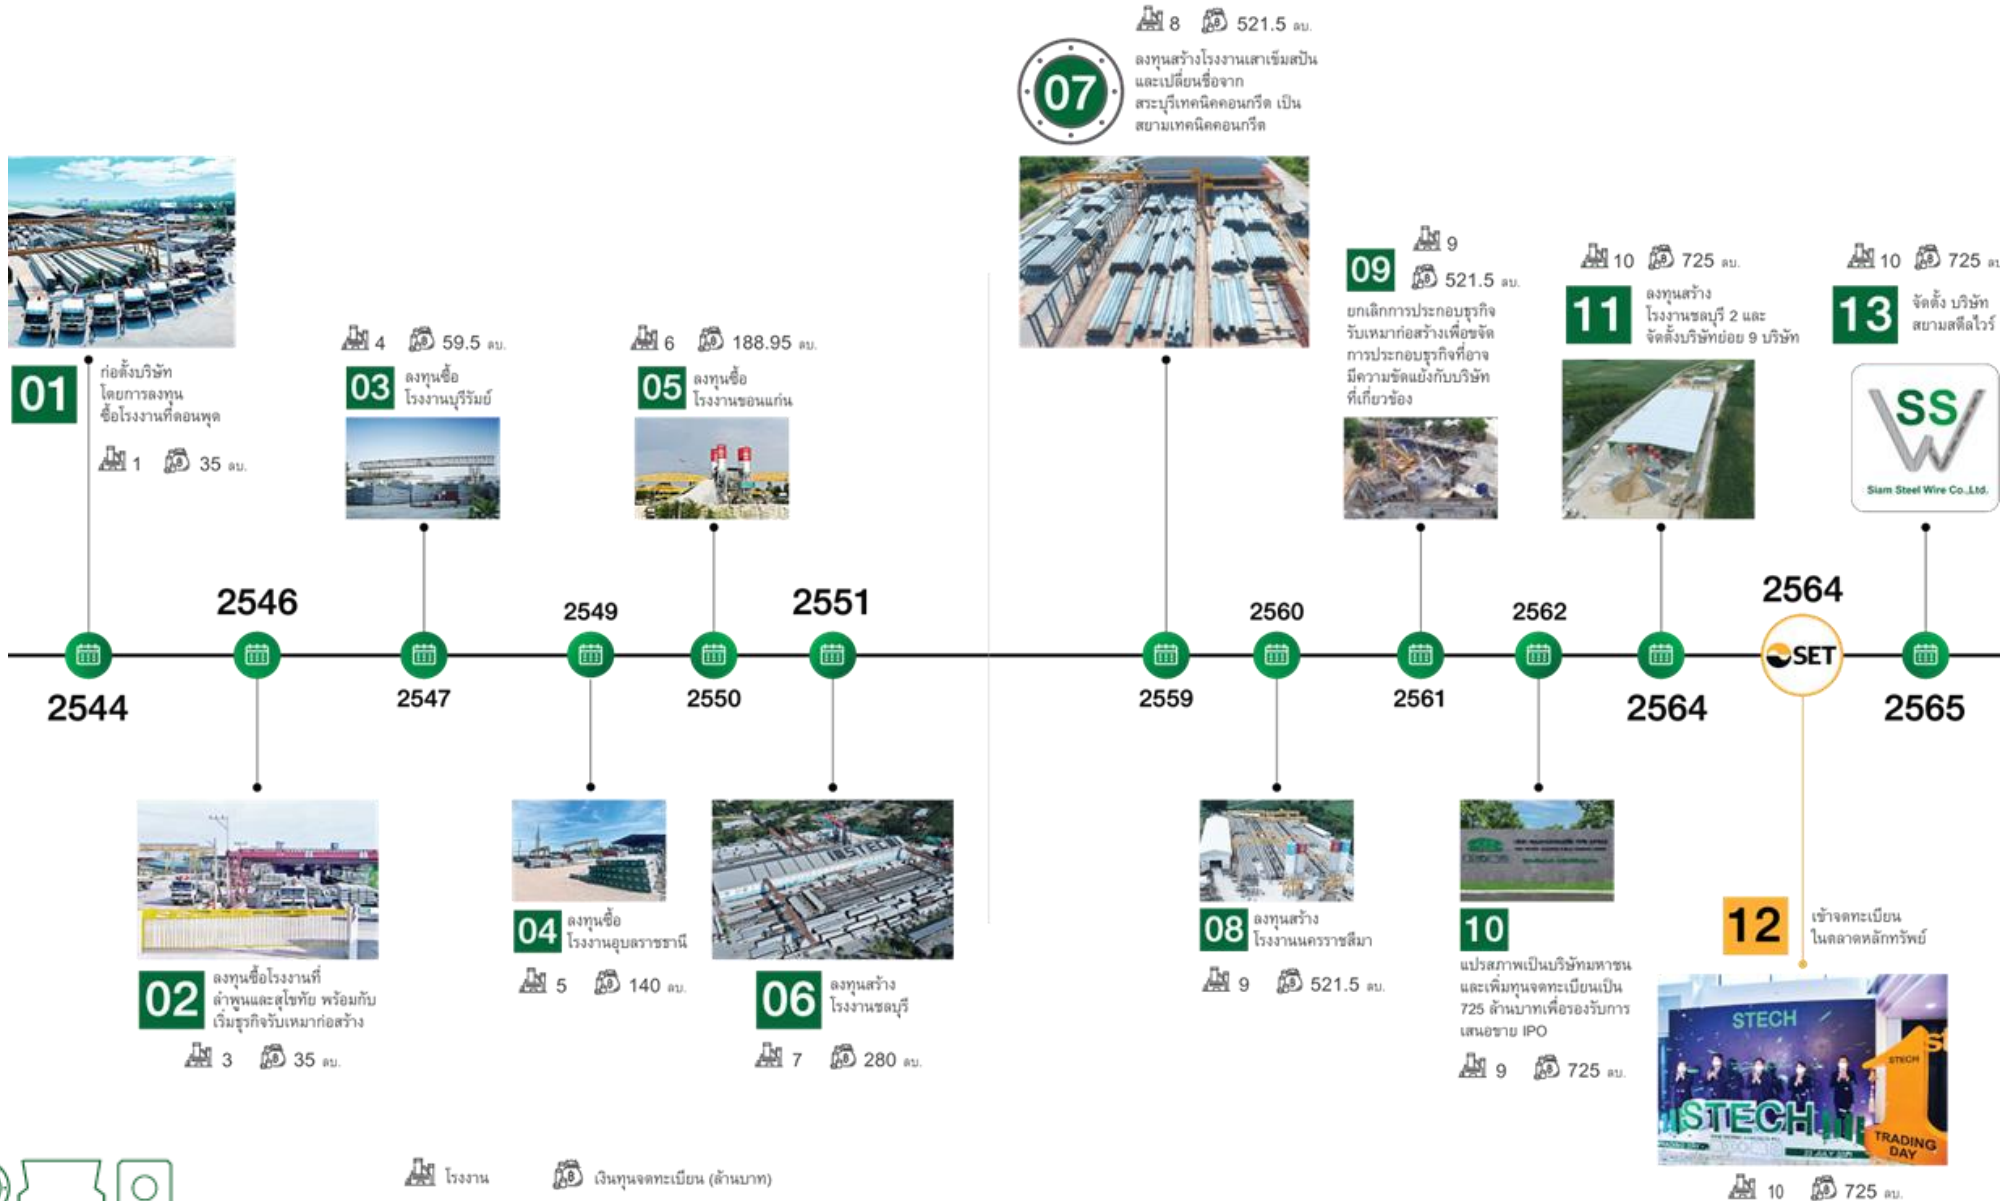 01
ก่อตั้งบริษัท
โดยการลงทุน
ซื้อโรงงานที่ดอนพุด
1 35 ลบ.
2544
2546
02
ลงทุนซื้อโรงงานที่
ลำพูนและสุโขทัย พร้อมกับ
เริ่มธุรกิจรับเหมาก่อสร้าง
3 35 ลบ.
4 59.5 ลบ.
03
ลงทุนซื้อ
โรงงานบุรีรัมย์
2547
2549
04
ลงทุนซื้อ
โรงงานอุบลราชธานี
5 140 ลบ.
6 188.95 ลบ.
05
ลงทุนซื้อ
โรงงานขอนแก่น
2550
2551
06
ลงทุนสร้าง
โรงงานชลบุรี
7 280 ลบ.
8 521.5 ลบ.
07
ลงทุนสร้างโรงงานเสาเข็มสปัน
และเปลี่ยนชื่อจาก
สระบุรีเทคนิคคอนกรีต เป็น
สยามเทคนิคคอนกรีต
2559
2560
08
ลงทุนสร้าง
โรงงานนครราชสีมา
9 521.5 ลบ.
9
09
521.5 ลบ.
ยกเลิกการประกอบธุรกิจ
รับเหมาก่อสร้างเพื่อขจัด
การประกอบธุรกิจที่อาจ
มีความขัดแย้งกับบริษัท
ที่เกี่ยวข้อง
2561
2562
10
แปรสภาพเป็นบริษัทมหาชน
และเพิ่มทุนจดทะเบียนเป็น
725 ล้านบาทเพื่อรองรับการ
เสนอขาย IPO
9 725 ลบ.
10 725 ลบ.
11
ลงทุนสร้าง
โรงงานชลบุรี 2 และ
จัดตั้งบริษัทย่อย 9 บริษัท
2564
2564
SET
12
เข้าจดทะเบียน
ในตลาดหลักทรัพย์
STECH
STECH
STECH
TRADING
DAY
10 725 ลบ.
10 725
13
จัดตั้ง บริษัท
สยามสตีลไวร์
SSW
Siam Steel Wire Co.,Ltd.
2565
โรงงาน
เงินทุนจดทะเบียน (ล้านบาท)